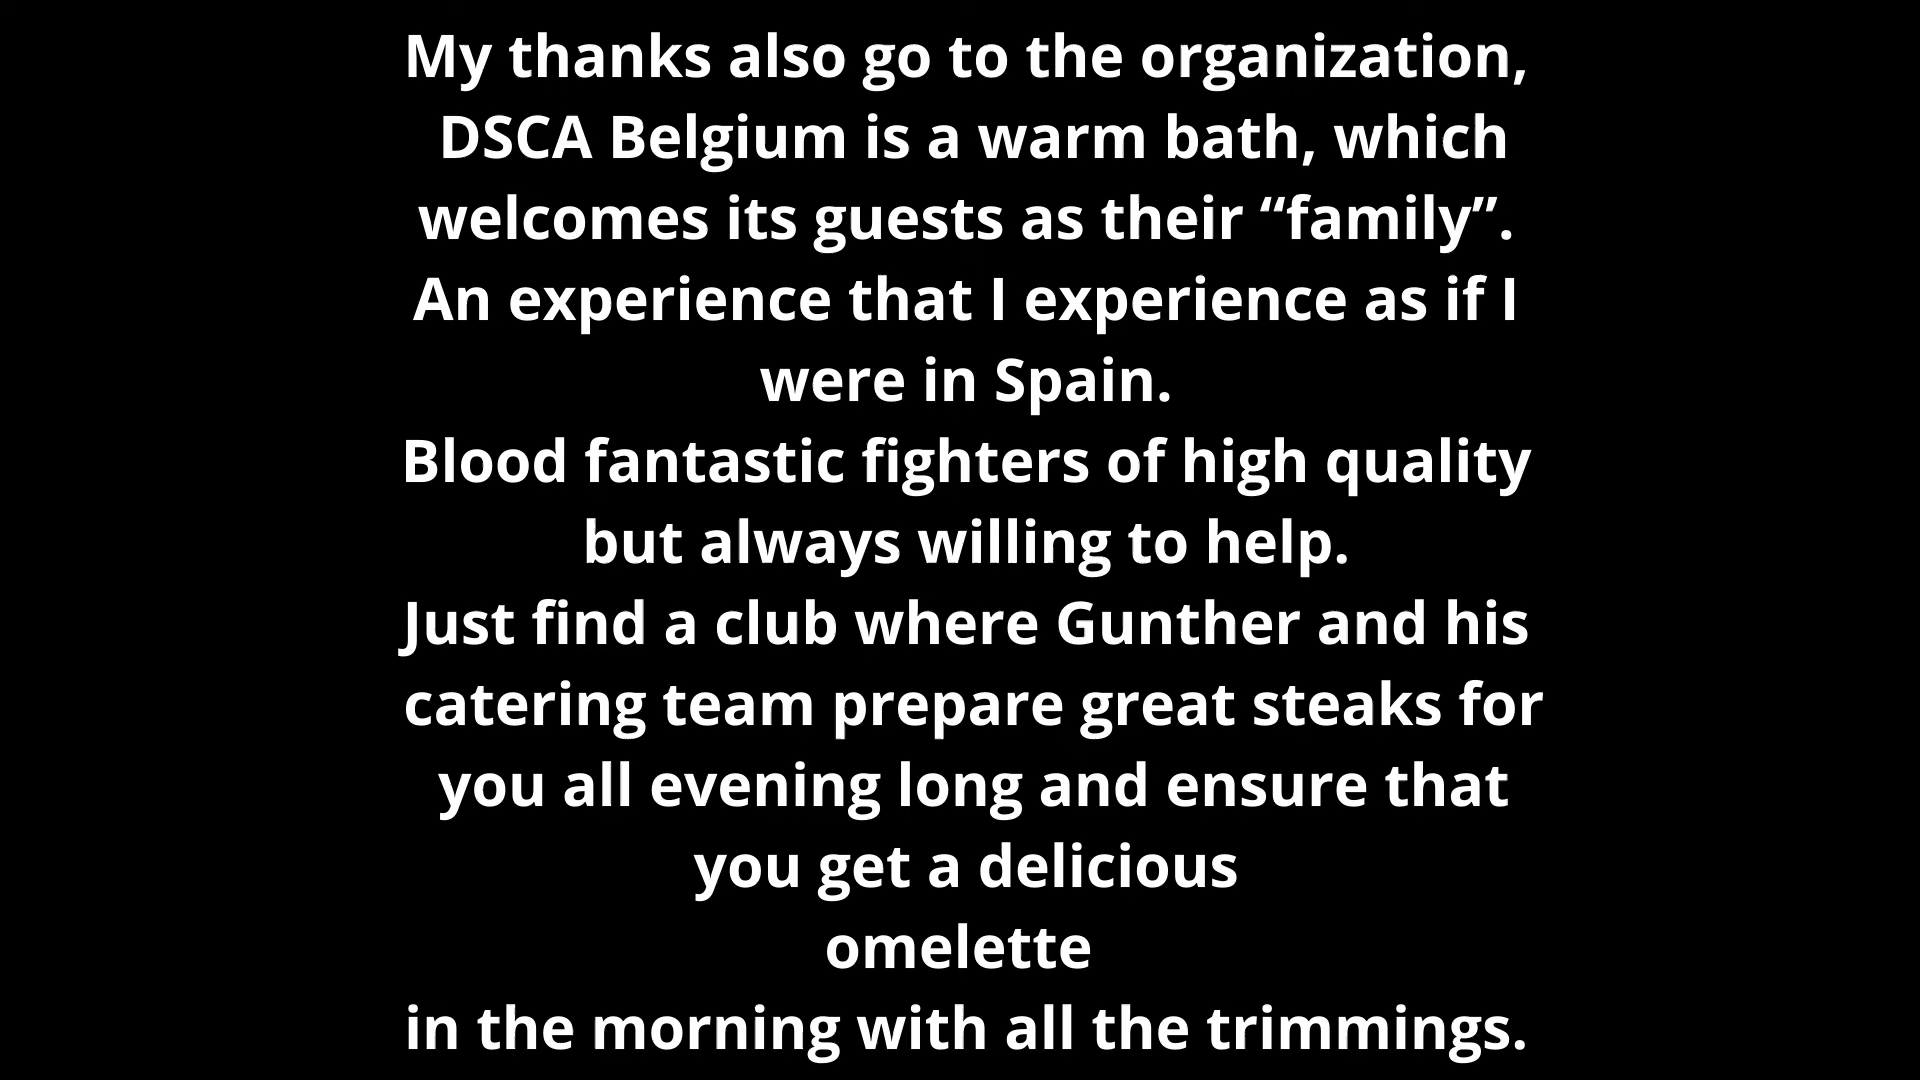 My thanks also go to the organization,
DSCA Belgium is a warm bath, which
welcomes its guests as their “family”.
An experience that I experience as if I
were in Spain.
Blood fantastic fighters of high quality
but always willing to help.
Just find a club where Gunther and his
catering team prepare great steaks for
you all evening long and ensure that
you get a delicious
omelette
in the morning with all the trimmings.